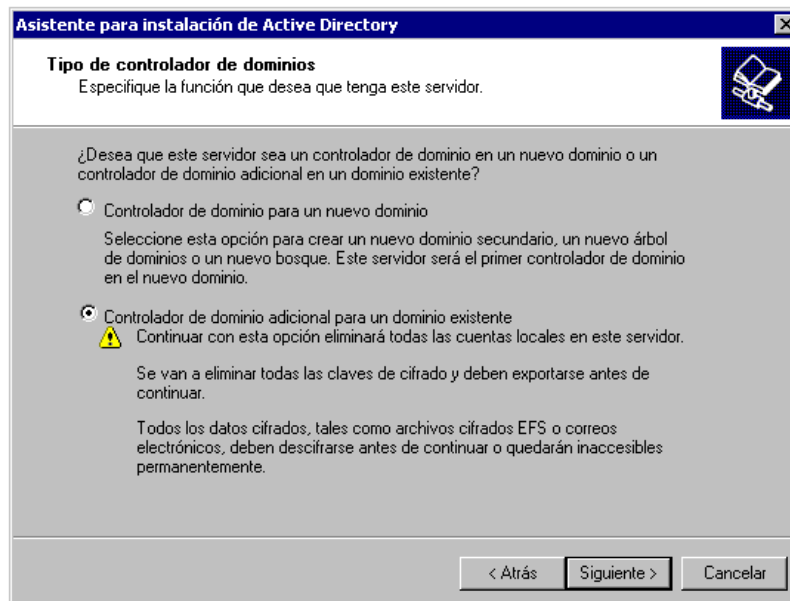 Asistente para instalación de Active Directory
Tipo de controlador de dominios
Especifique la función que desea que tenga este servidor.
¿Desea que este servidor sea un controlador de dominio en un nuevo dominio o un
controlador de dominio adicional en un dominio existente?
Controlador de dominio para un nuevo dominio
Seleccione esta opción para crear un nuevo dominio secundario, un nuevo árbol
de dominios o un nuevo bosque. Este servidor será el primer controlador de dominio
en el nuevo dominio.
Controlador de dominio adicional para un dominio existente
Continuar con esta opción eliminará todas las cuentas locales en este servidor.
Se van a eliminar todas las claves de cifrado y deben exportarse antes de
continuar.
Todos los datos cifrados, tales como archivos cifrados EFS o correos
electrónicos, deben descifrarse antes de continuar o quedarán inaccesibles
permanentemente.
< Atrás Siguiente > Cancelar